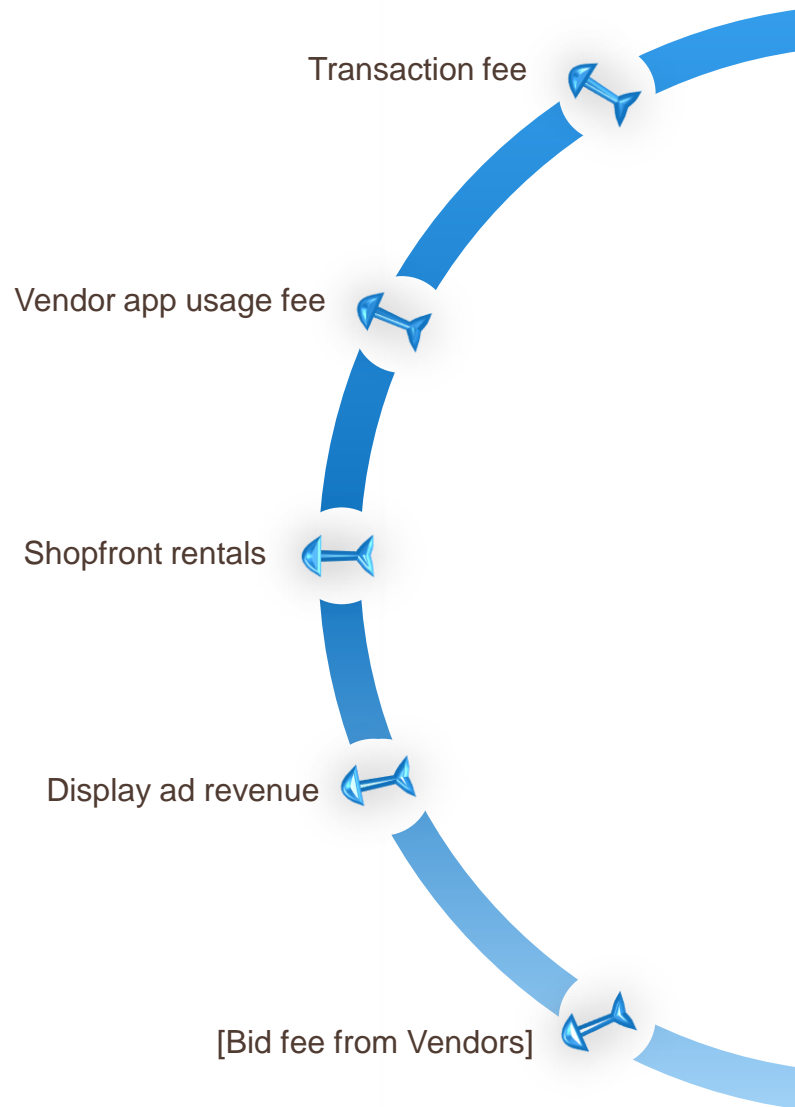 Transaction fee
Vendor app usage fee
Shopfront rentals
Display ad revenue
[Bid fee from Vendors]